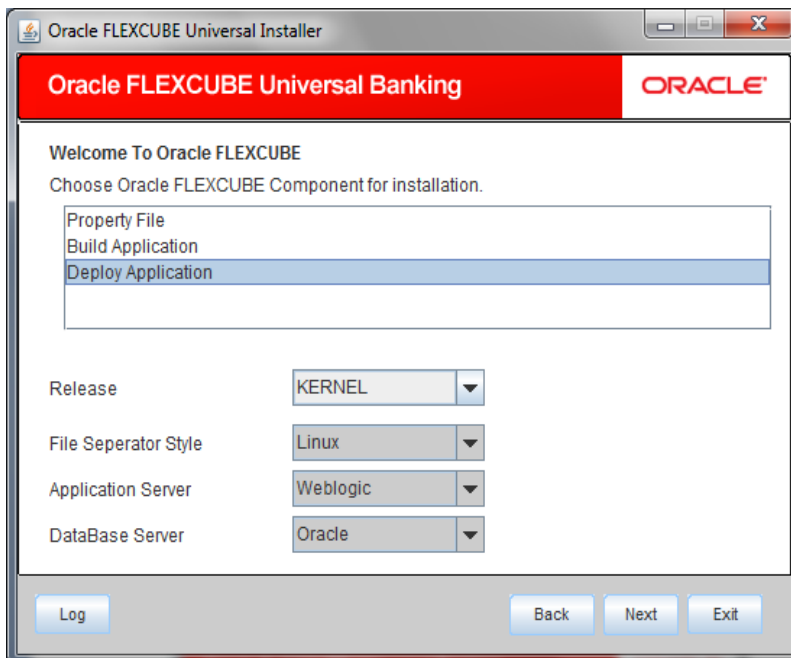 Oracle FLEXCUBE Universal Installer
Oracle FLEXCUBE Universal Banking ORACLE
Welcome To Oracle FLEXCUBE
Choose Oracle FLEXCUBE Component for installation.
Property File
Build Application
Deploy Application
Release KERNEL
File Seperator Style Linux
Application Server Weblogic
DataBase Server Oracle
Log Back Next Exit